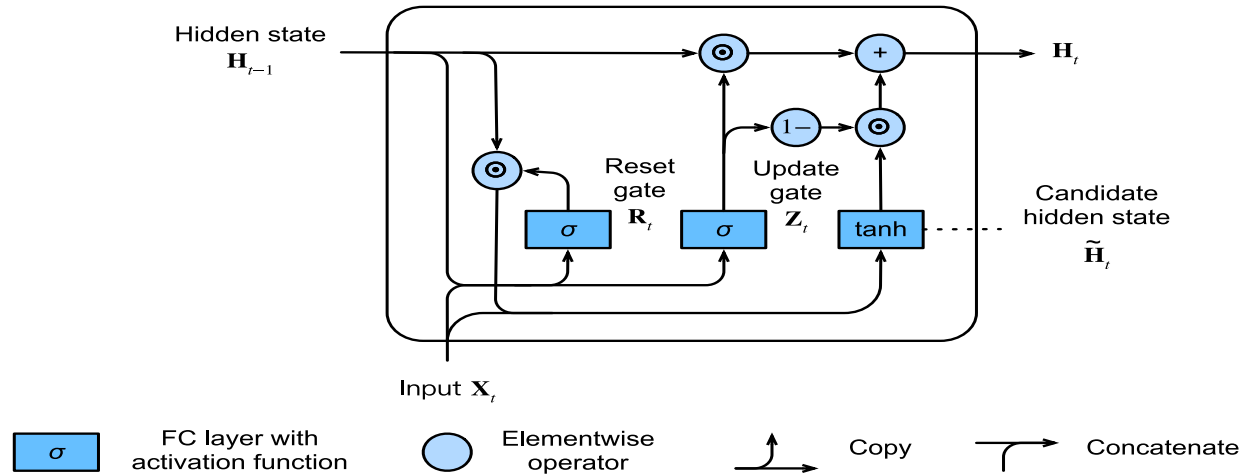 Hidden state
H_{t−1}
+
H_t
1−
Reset
gate
R_t
Update
gate
Z_t
Candidate
hidden state
H̃_t
σ
σ
tanh
Input X_t
σ
FC layer with
activation function
Elementwise
operator
Copy
Concatenate